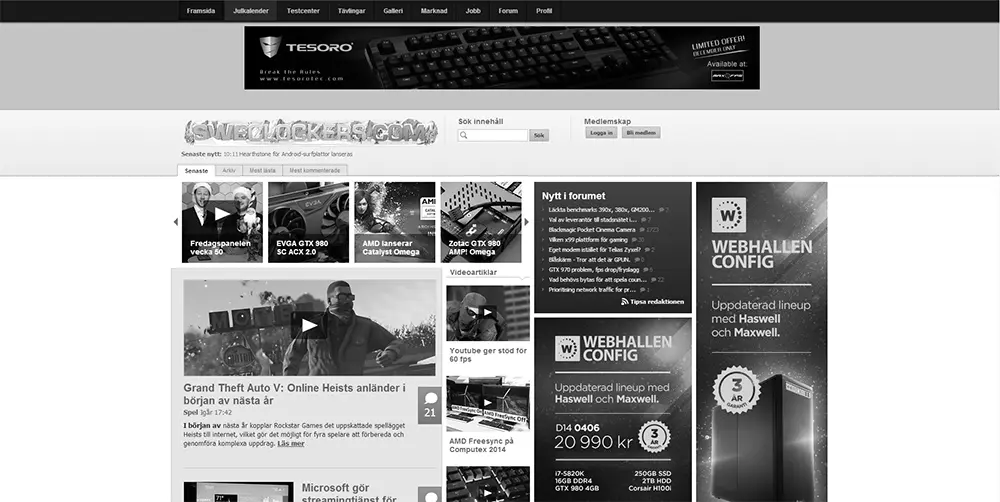 Framsida Julkalender Testcenter Tävlingar Galleri Marknad Jobb Forum Profil
TESORO
Break the Rules
www.tesorotec.com
LIMITED OFFER!
DECEMBER ONLY
Available at:
MAXFPS
SWECLOCKERS.COM
Senaste nytt: 10:11 Hearthstone för Android-surfplattor lanseras
Sök innehåll
Sök
Medlemskap
Logga in Bli medlem
Senaste Arkiv Mest lästa Mest kommenterade
Fredagspanelen
vecka 50
EVGA GTX 980
SC ACX 2.0
AMD lanserar
Catalyst Omega
Zotac GTX 980
AMP! Omega
Grand Theft Auto V: Online Heists anländer i
början av nästa år
Spel Igår 17:42
21
I början av nästa år kopplar Rockstar Games det uppskattade spellägget
Heists till internet, vilket gör det möjligt för fyra spelare att förbereda och
genomföra komplexa uppdrag. Läs mer
Microsoft gör
streamingtjänst för
Videoartiklar
Youtube ger stöd för
60 fps
AMD FreeSync Off
AMD Freesync på
Computex 2014
Nytt i forumet
Läckta benchmarks 390x, 380x, GM200...
Val av leverantör till stadsnätet i...
Blackmagic Pocket Cinema Camera 1723
Vilken x99 plattform för gaming
Eget modem istället för Telias Zyxel?
Billskärm - Tror att det är GPUN.
GTX 970 problem, fps drop/fryslagg
Vad behövs bytas för att spela coun... 22
Prioritning network traffic for pr...
Tipsa redaktionen
W WEBHALLEN
CONFIG
Uppdaterad lineup med
Haswell och Maxwell.
D14 0406
20 990 kr
3
ÅR
GARANTI
i7-5820K 250GB SSD
16GB DDR4 2TB HDD
GTX 980 4GB Corsair H100i
W
WEBHALLEN
CONFIG
Uppdaterad lineup
med Haswell
och Maxwell.
3
ÅR
GARANTI